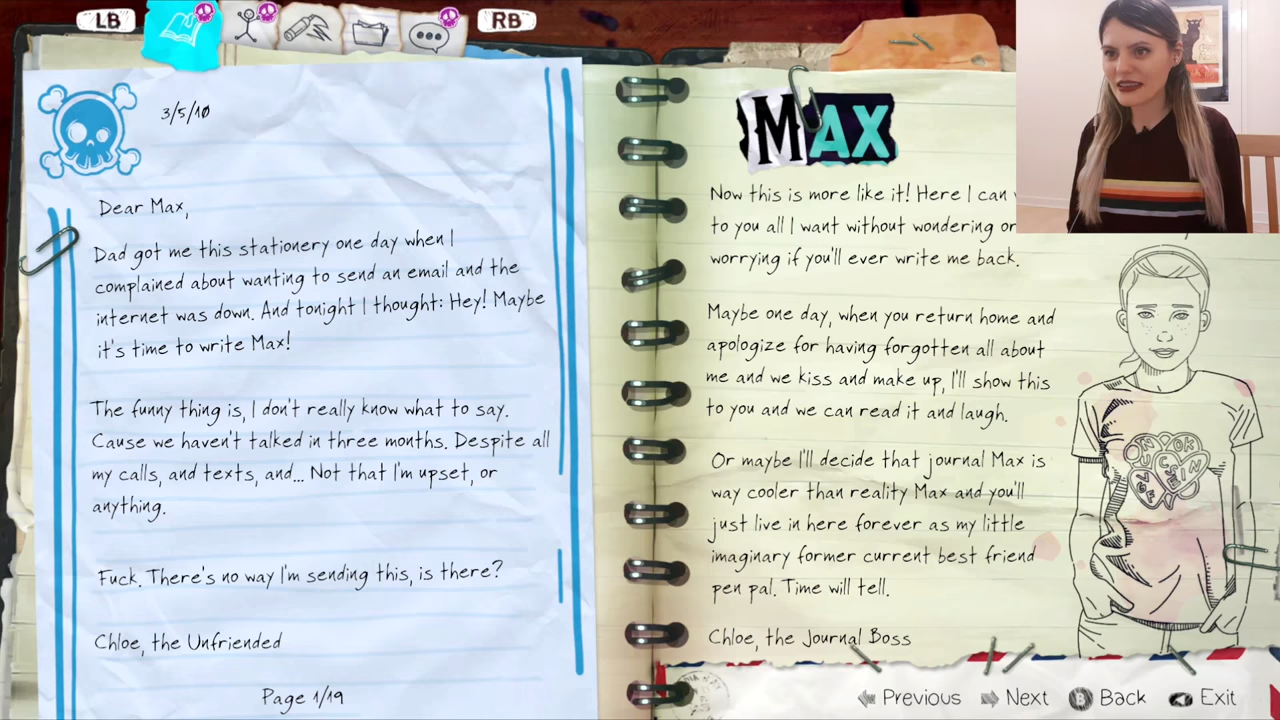 LB
RB
3/5/10
Dear Max,
Dad got me this stationery one day when I
complained about wanting to send an email and the
internet was down. And tonight I thought: Hey! Maybe
it's time to write Max!
The funny thing is, I don't really know what to say.
Cause we haven't talked in three months. Despite all
my calls, and texts, and... Not that I'm upset, or
anything.
Fuck. There's no way I'm sending this, is there?
Chloe, the Unfriended
Page 1/19
MAX
Now this is more like it! Here I can
to you all I want without wondering or
worrying if you'll ever write me back.
Maybe one day, when you return home and
apologize for having forgotten all about
me and we kiss and make up, I'll show this
to you and we can read it and laugh.
Or maybe I'll decide that journal Max is
way cooler than reality Max and you'll
just live in here forever as my little
imaginary former current best friend
pen pal. Time will tell.
Chloe, the Journal Boss
Previous
Next
B Back
Exit